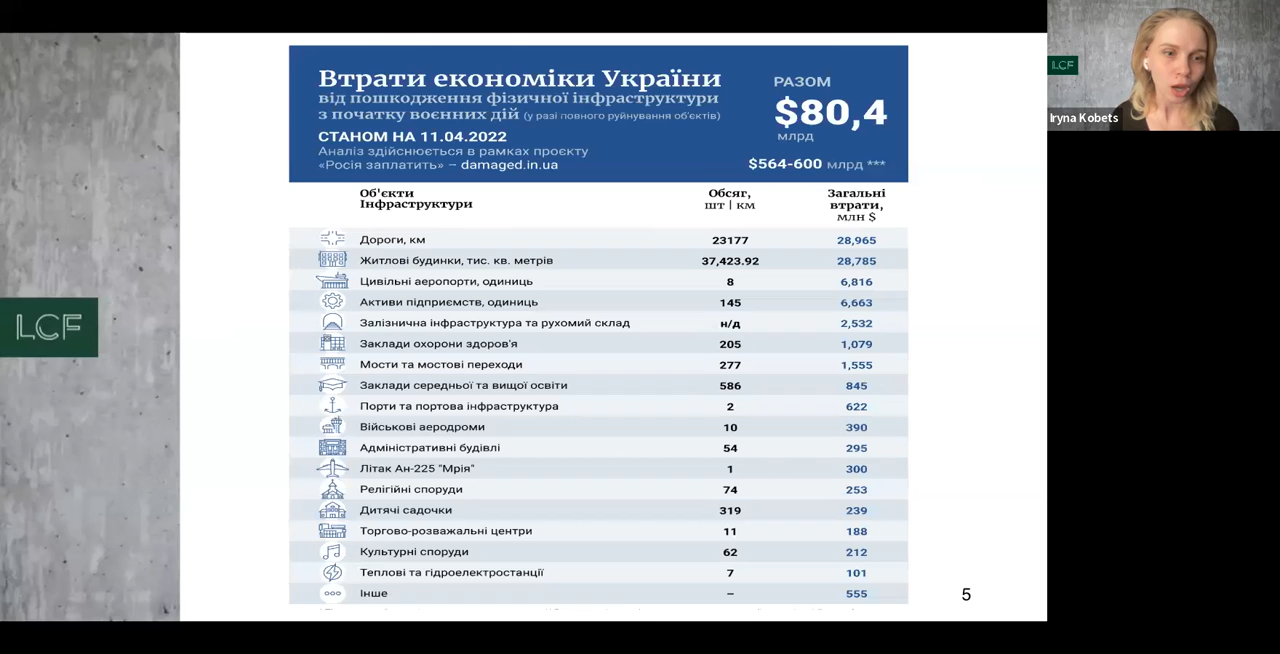 Втрати економіки України
від пошкодження фізичної інфраструктури
з початку воєнних дій (у разі повного руйнування об'єктів)
СТАНОМ НА 11.04.2022
Аналіз здійснюється в рамках проєкту
«Росія заплатить» – damaged.in.ua
РАЗОМ
$80,4
млрд
$564-600 млрд ***
Об'єкти
Інфраструктури
Обсяг,
шт | км
Загальні
втрати,
млн $
Дороги, км 23177 28,965
Житлові будинки, тис. кв. метрів 37,423.92 28,785
Цивільні аеропорти, одиниць 8 6,816
Активи підприємств, одиниць 145 6,663
Залізнична інфраструктура та рухомий склад н/д 2,532
Заклади охорони здоров'я 205 1,079
Мости та мостові переходи 277 1,555
Заклади середньої та вищої освіти 586 845
Порти та портова інфраструктура 2 622
Військові аеродроми 10 390
Адміністративні будівлі 54 295
Літак Ан-225 "Мрія" 1 300
Релігійні споруди 74 253
Дитячі садочки 319 239
Торгово-розважальні центри 11 188
Культурні споруди 62 212
Теплові та гідроелектростанції 7 101
Інше – 555
5
LCF
LCF
Iryna Kobets